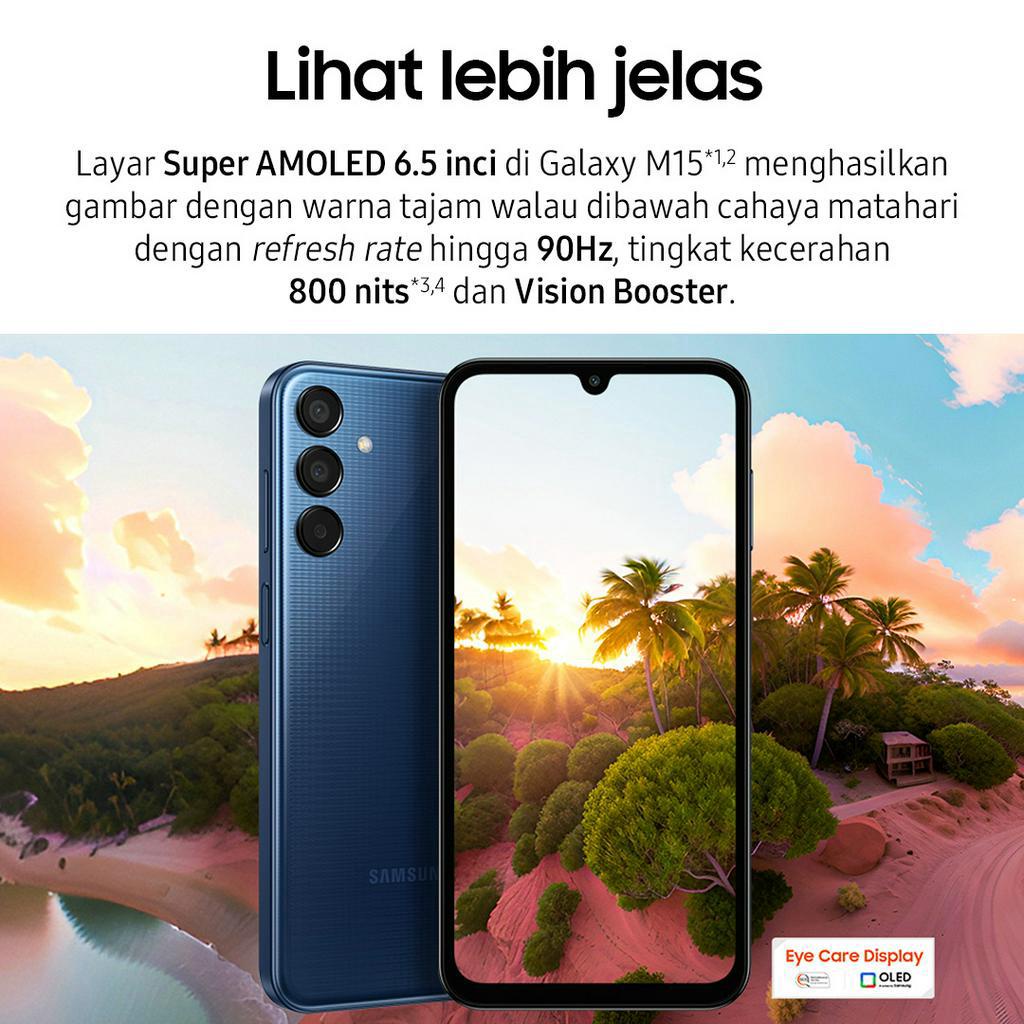 Lihat lebih jelas
Layar Super AMOLED 6.5 inci di Galaxy M15*1,2 menghasilkan
gambar dengan warna tajam walau dibawah cahaya matahari
dengan refresh rate hingga 90Hz, tingkat kecerahan
800 nits*3,4 dan Vision Booster.
SAMSUN
Eye Care Display
OLED